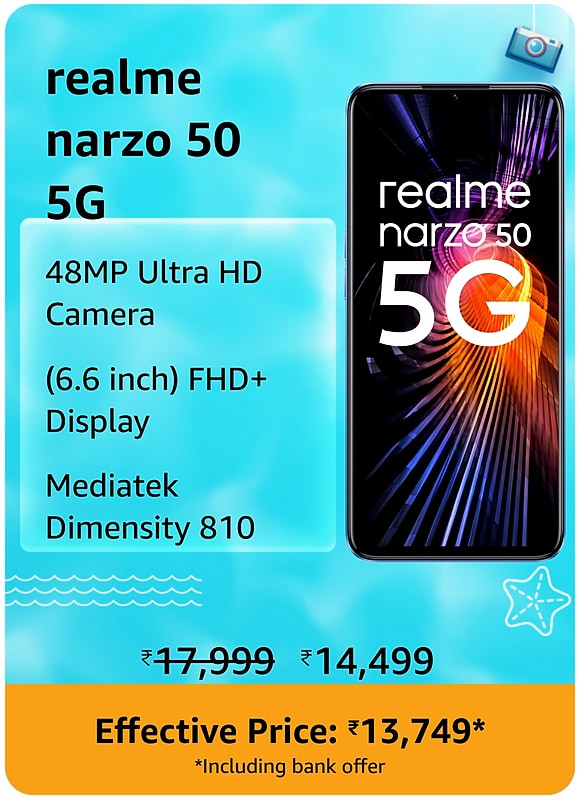 realme
narzo 50
5G
48MP Ultra HD
Camera
(6.6 inch) FHD+
Display
Mediatek
Dimensity 810
realme
narzo 50
5G
₹17,999 ₹14,499
Effective Price: ₹13,749*
*Including bank offer